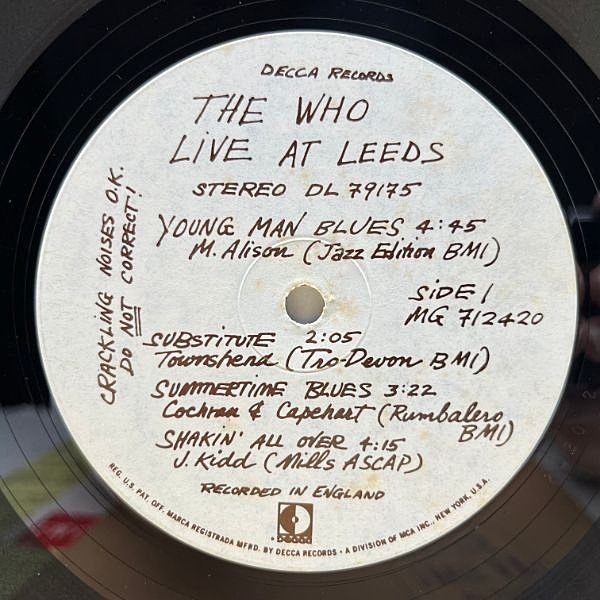 DECCA RECORDS
THE WHO
LIVE AT LEEDS
STEREO DL 79175
CRACKLING NOISES O.K.
DO NOT CORRECT!
YOUNG MAN BLUES 4:45
M. Alison (Jazz Edition BMI)
SIDE 1
MG 712420
SUBSTITUTE 2:05
Townshend (Tro-Devon BMI)
SUMMERTIME BLUES 3:22
Cochran & Capehart (Rumbalero
BMI)
SHAKIN' ALL OVER 4:15
J. Kidd (Mills ASCAP)
RECORDED IN ENGLAND
DECCA
REG. U.S. PAT. OFF. MARCA REGISTRADA MFRD. BY DECCA RECORDS • A DIVISION OF MCA INC., NEW YORK, U.S.A.